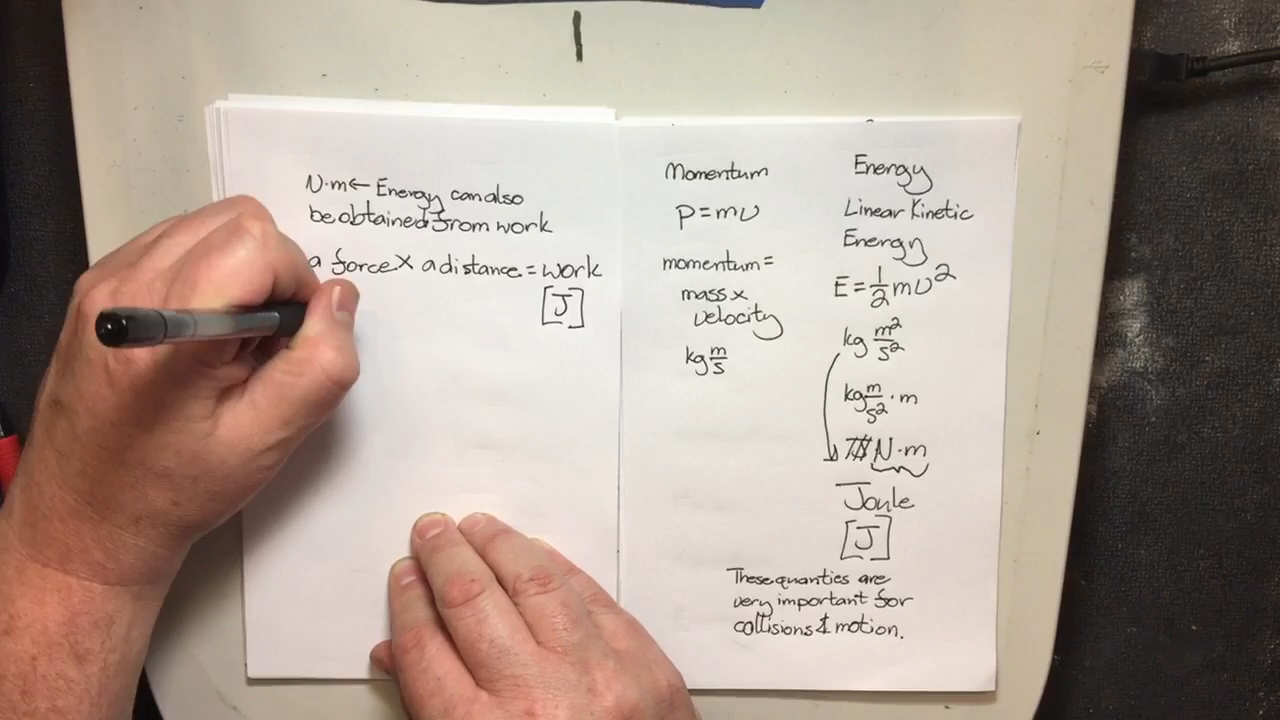 N·m← Energy can also
be obtained from work
a force × a distance = work
[J]
Momentum
p = mv
momentum =
mass x
velocity
kg m/s
Energy
Linear Kinetic
Energy
E = 1/2 mv²
kg m²/s²
kg m/s² · m
N·m
Joule
[J]
These quanties are
very important for
collisions & motion.